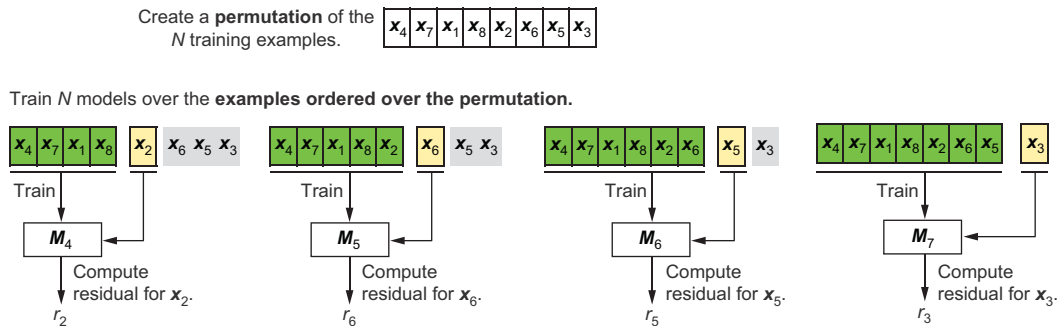 Create a permutation of the
N training examples.
x4 x7 x1 x8 x2 x6 x5 x3
Train N models over the examples ordered over the permutation.
x4 x7 x1 x8 x2 x6 x5 x3
Train
M4
Compute
residual for x2.
r2
x4 x7 x1 x8 x2 x6 x5 x3
Train
M5
Compute
residual for x6.
r6
x4 x7 x1 x8 x2 x6 x5 x3
Train
M6
Compute
residual for x5.
r5
x4 x7 x1 x8 x2 x6 x5 x3
Train
M7
Compute
residual for x3.
r3